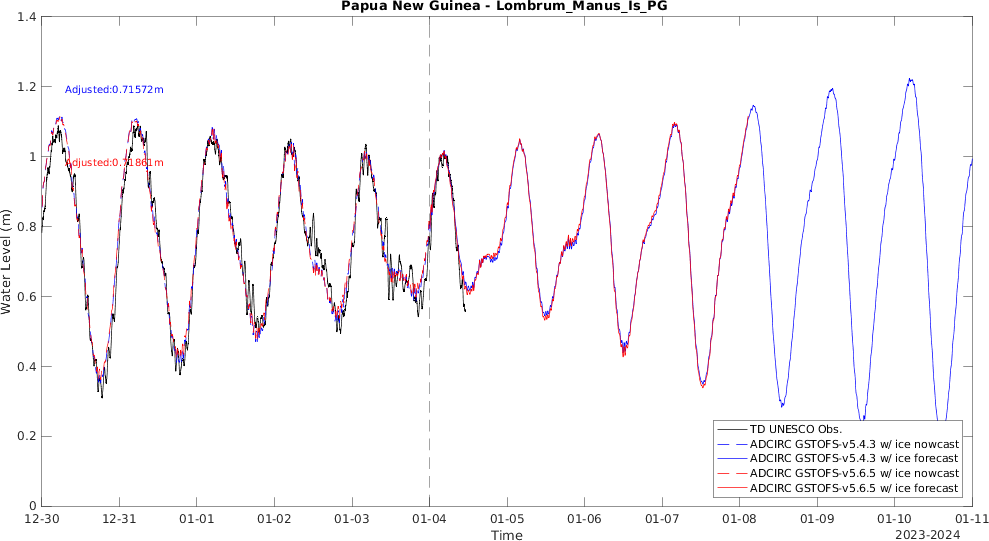 Papua New Guinea - Lombrum_Manus_Is_PG
1.4
1.2
1
0.8
0.6
0.4
0.2
0
Water Level (m)
Adjusted:0.71572m
Adjusted:0.71861m
TD UNESCO Obs.
ADCIRC GSTOFS-v5.4.3 w/ ice nowcast
ADCIRC GSTOFS-v5.4.3 w/ ice forecast
ADCIRC GSTOFS-v5.6.5 w/ ice nowcast
ADCIRC GSTOFS-v5.6.5 w/ ice forecast
12-30 12-31 01-01 01-02 01-03 01-04 01-05 01-06 01-07 01-08 01-09 01-10 01-11
Time
2023-2024